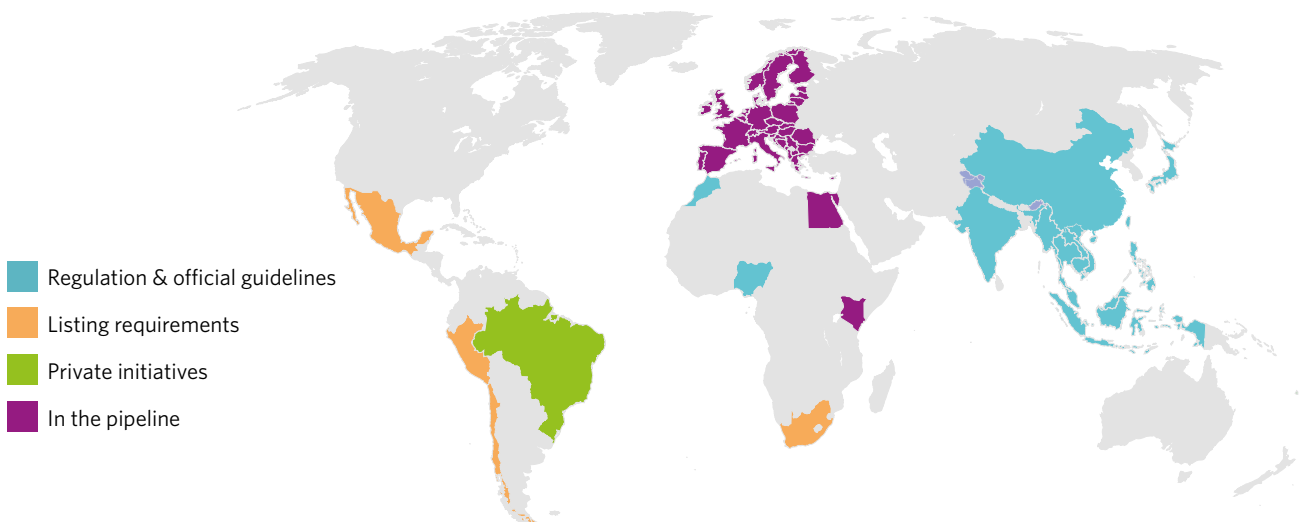 Regulation & official guidelines
Listing requirements
Private initiatives
In the pipeline